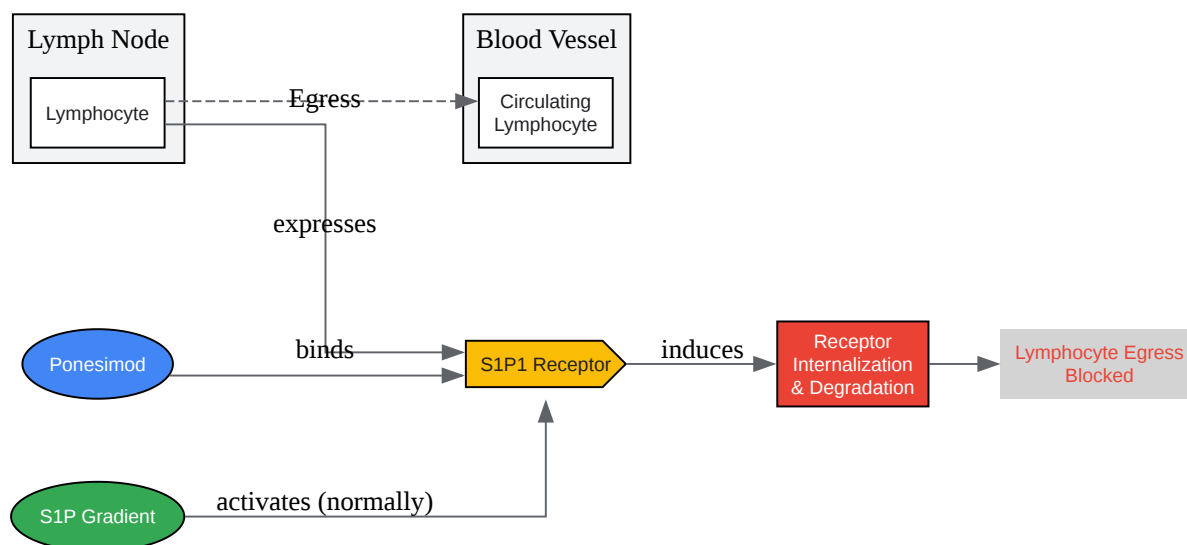 Lymph Node
Blood Vessel
Lymphocyte
Egress
Circulating
Lymphocyte
expresses
Ponesimod
binds
S1P1 Receptor
induces
Receptor
Internalization
& Degradation
Lymphocyte Egress
Blocked
S1P Gradient
activates (normally)